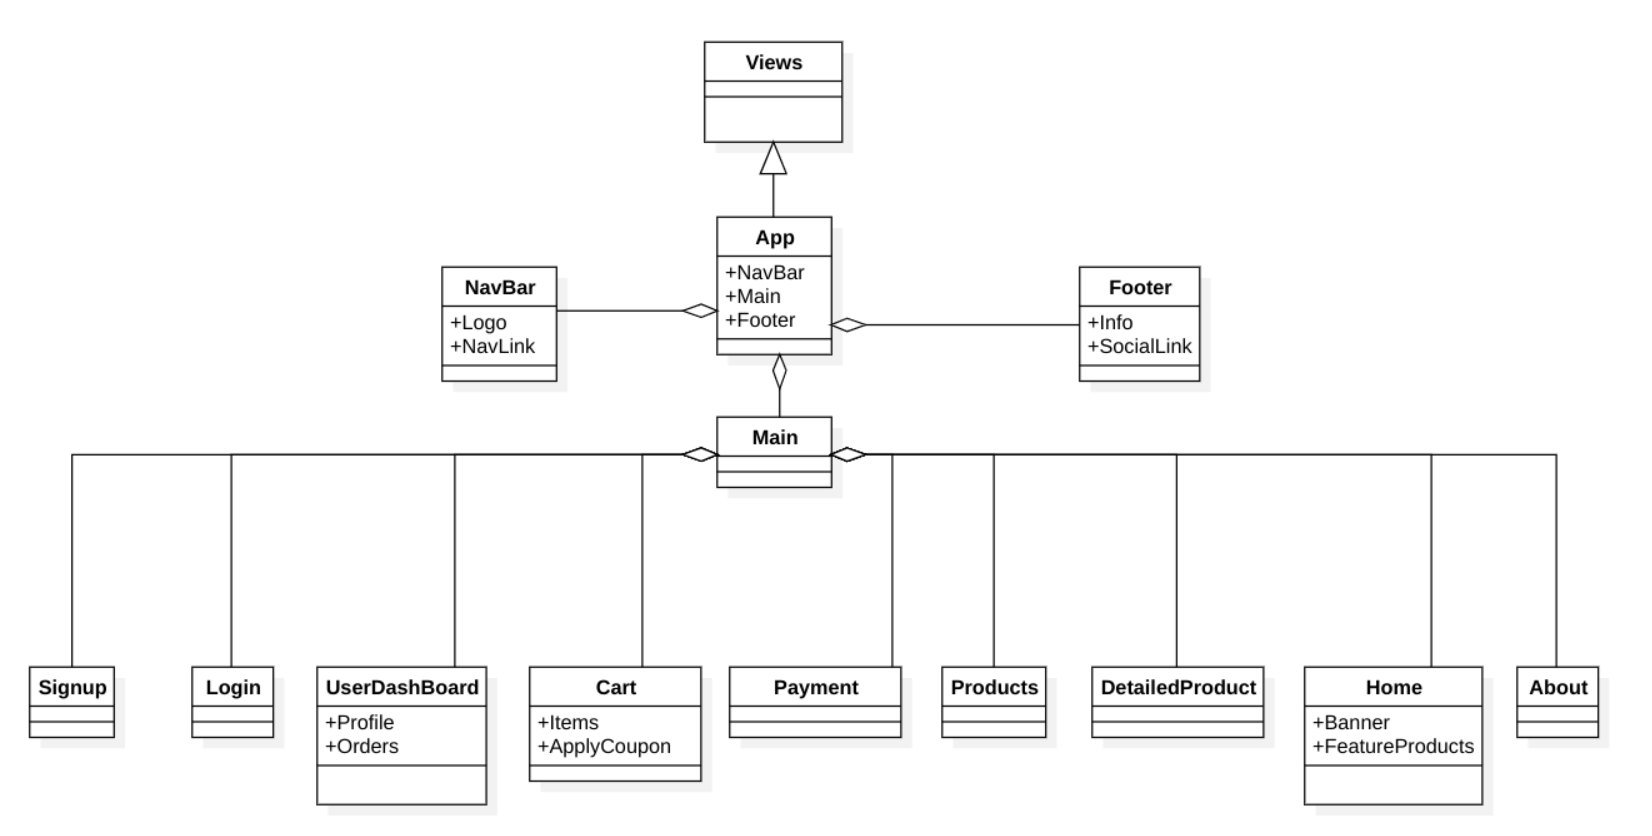 Views
App
+NavBar
+Main
+Footer
NavBar
+Logo
+NavLink
Footer
+Info
+SocialLink
Main
Signup
Login
UserDashBoard
+Profile
+Orders
Cart
+Items
+ApplyCoupon
Payment
Products
DetailedProduct
Home
+Banner
+FeatureProducts
About